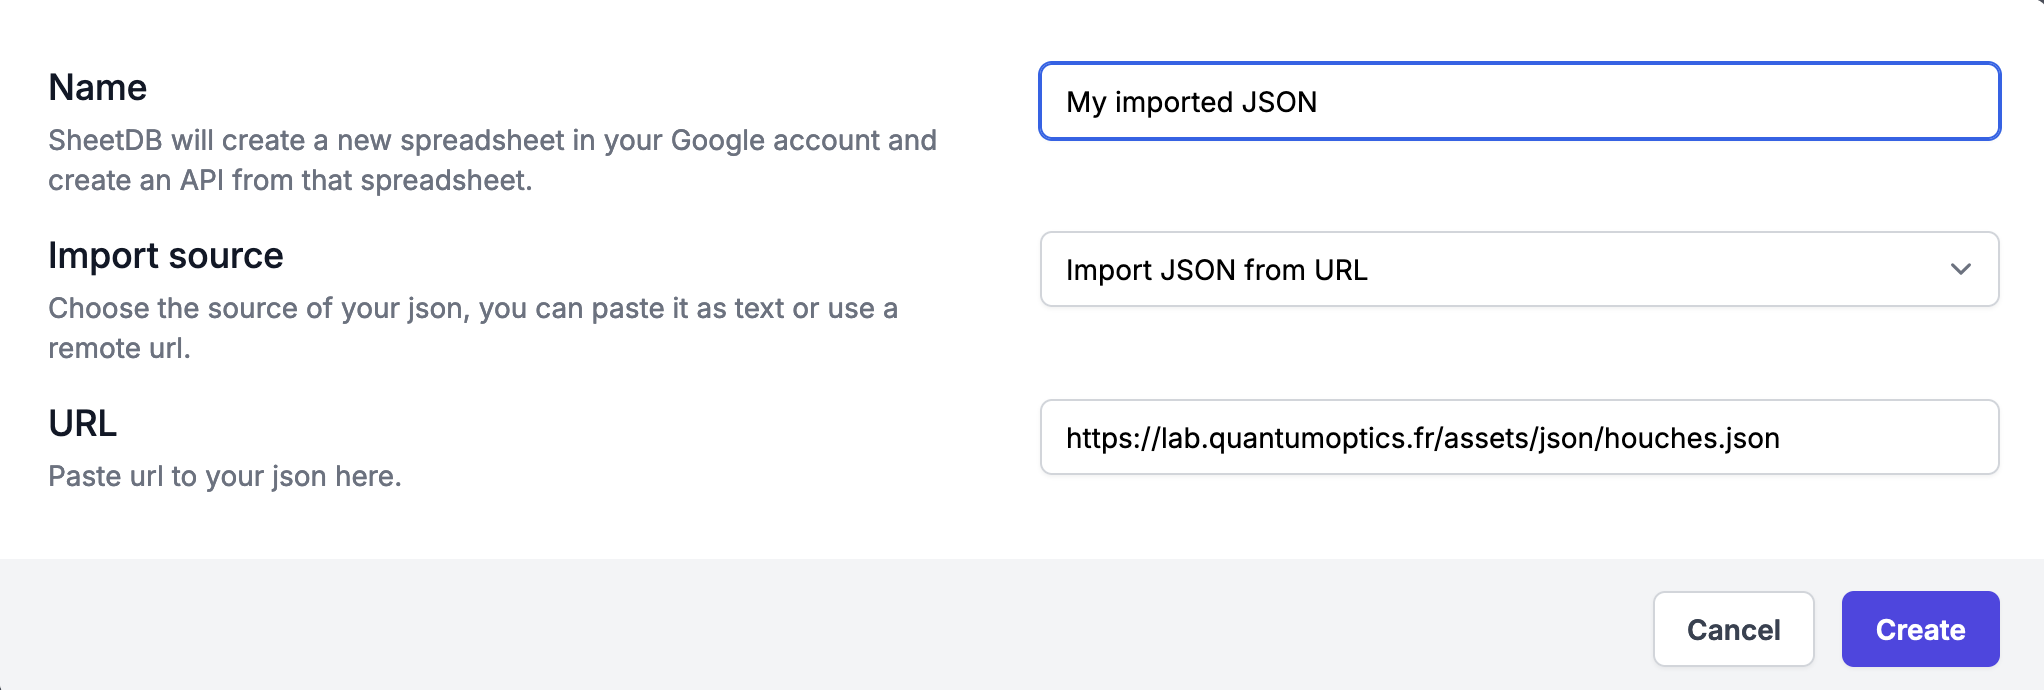 Name
My imported JSON
SheetDB will create a new spreadsheet in your Google account and
create an API from that spreadsheet.
Import source
Import JSON from URL
Choose the source of your json, you can paste it as text or use a
remote url.
URL
https://lab.quantumoptics.fr/assets/json/houches.json
Paste url to your json here.
Cancel
Create